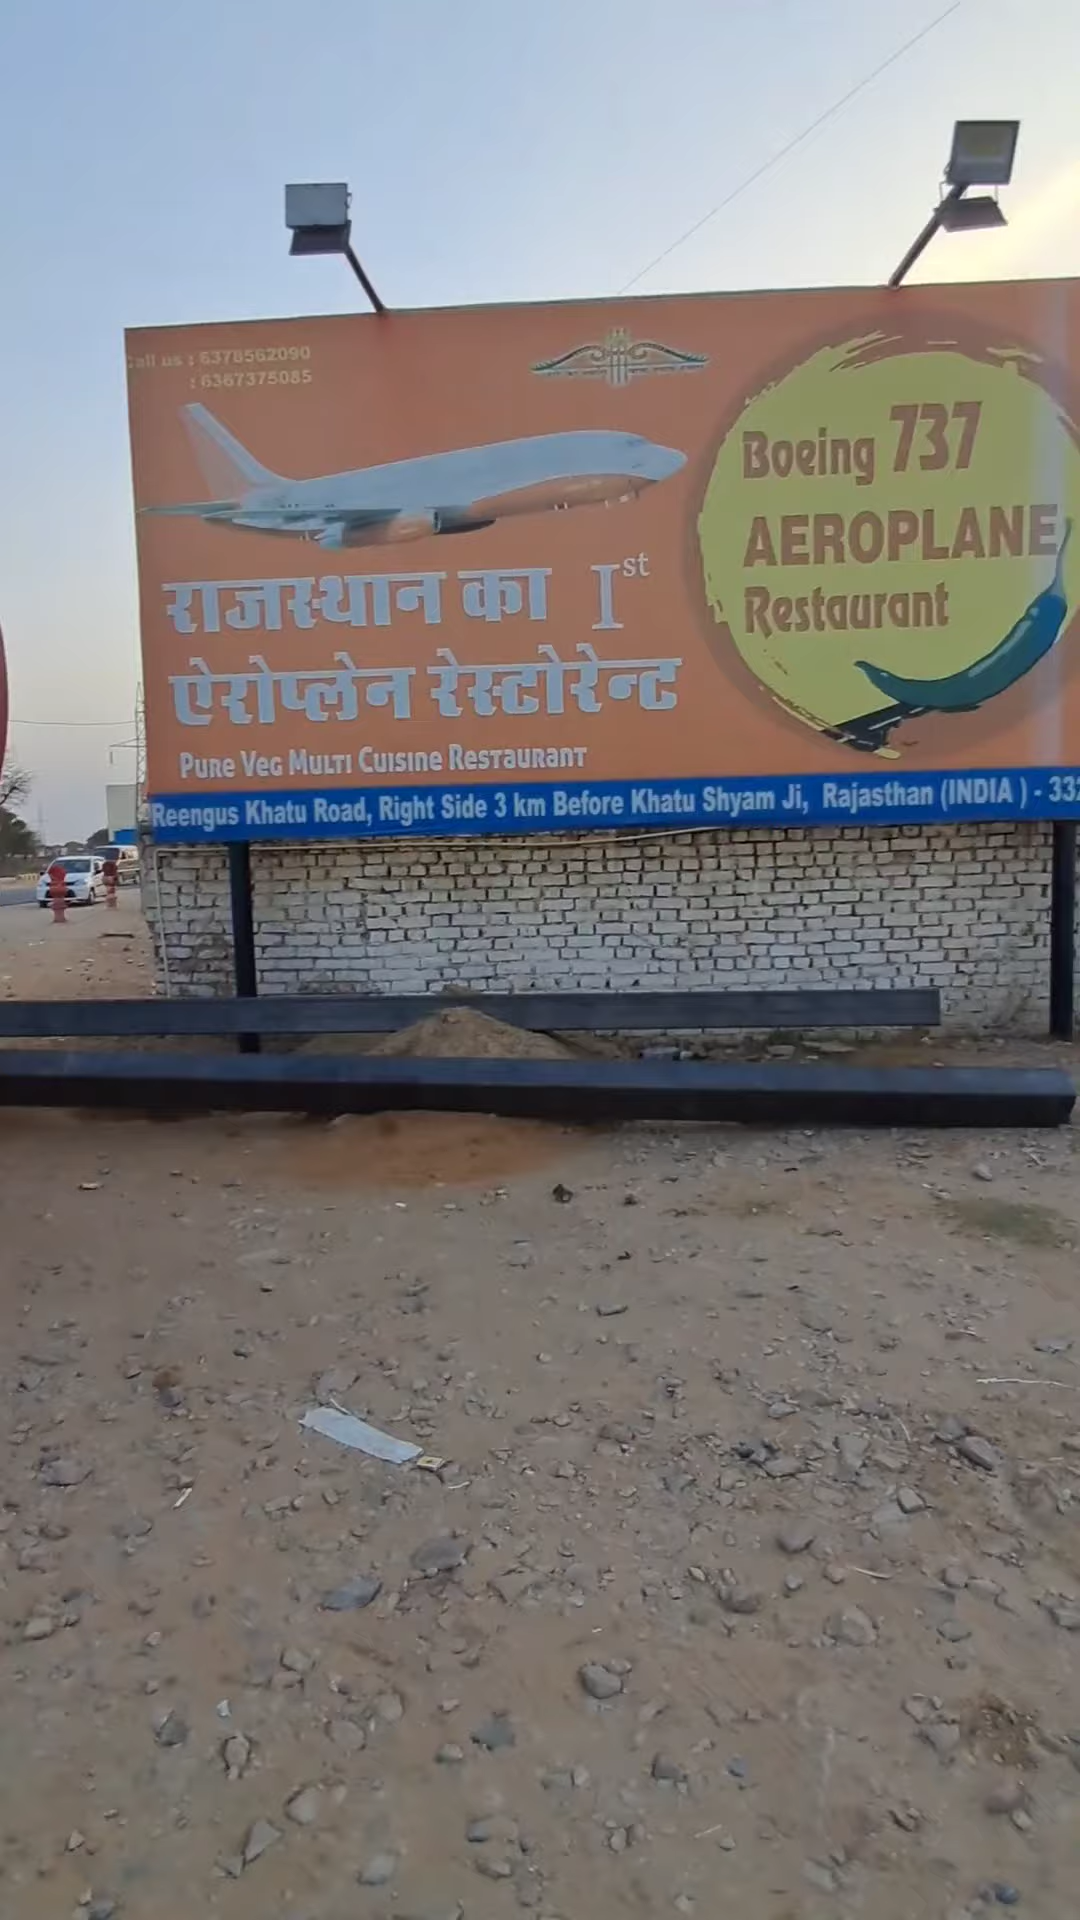 Call us : 6378562090
: 6367375085
Boeing 737
AEROPLANE
Restaurant
राजस्थान का Ist
ऐरोप्लेन रेस्टोरेन्ट
PURE VEG MULTI CUISINE RESTAURANT
Reengus Khatu Road, Right Side 3 km Before Khatu Shyam Ji, Rajasthan (INDIA ) - 332